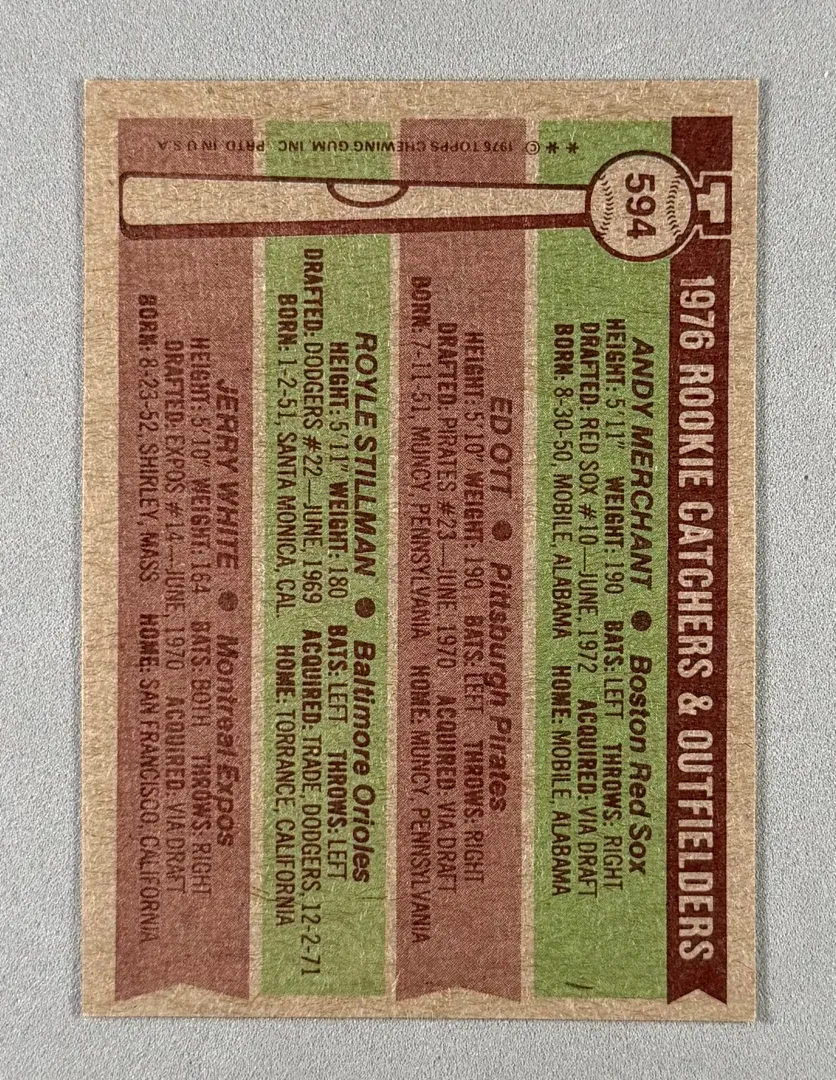 594
1976 ROOKIE CATCHERS & OUTFIELDERS
ANDY MERCHANT ● Boston Red Sox
HEIGHT: 5'11" WEIGHT: 190 BATS: LEFT THROWS: RIGHT
DRAFTED: RED SOX #10—JUNE, 1972 ACQUIRED: VIA DRAFT
BORN: 8-30-50, MOBILE, ALABAMA HOME: MOBILE, ALABAMA
ED OTT ● Pittsburgh Pirates
HEIGHT: 5'10" WEIGHT: 190 BATS: LEFT THROWS: RIGHT
DRAFTED: PIRATES #23—JUNE, 1970 ACQUIRED: VIA DRAFT
BORN: 7-11-51, MUNCY, PENNSYLVANIA HOME: MUNCY, PENNSYLVANIA
ROYLE STILLMAN ● Baltimore Orioles
HEIGHT: 5'11" WEIGHT: 180 BATS: LEFT THROWS: LEFT
DRAFTED: DODGERS #22—JUNE, 1969 ACQUIRED: TRADE, DODGERS, 12-2-71
BORN: 1-2-51, SANTA MONICA, CAL HOME: TORRANCE, CALIFORNIA
JERRY WHITE ● Montreal Expos
HEIGHT: 5'10" WEIGHT: 164 BATS: BOTH THROWS: RIGHT
DRAFTED: EXPOS #14—JUNE, 1970 ACQUIRED: VIA DRAFT
BORN: 8-23-52, SHIRLEY, MASS HOME: SAN FRANCISCO, CALIFORNIA
* * © 1976 TOPPS CHEWING GUM, INC. PRTD. IN U.S.A.